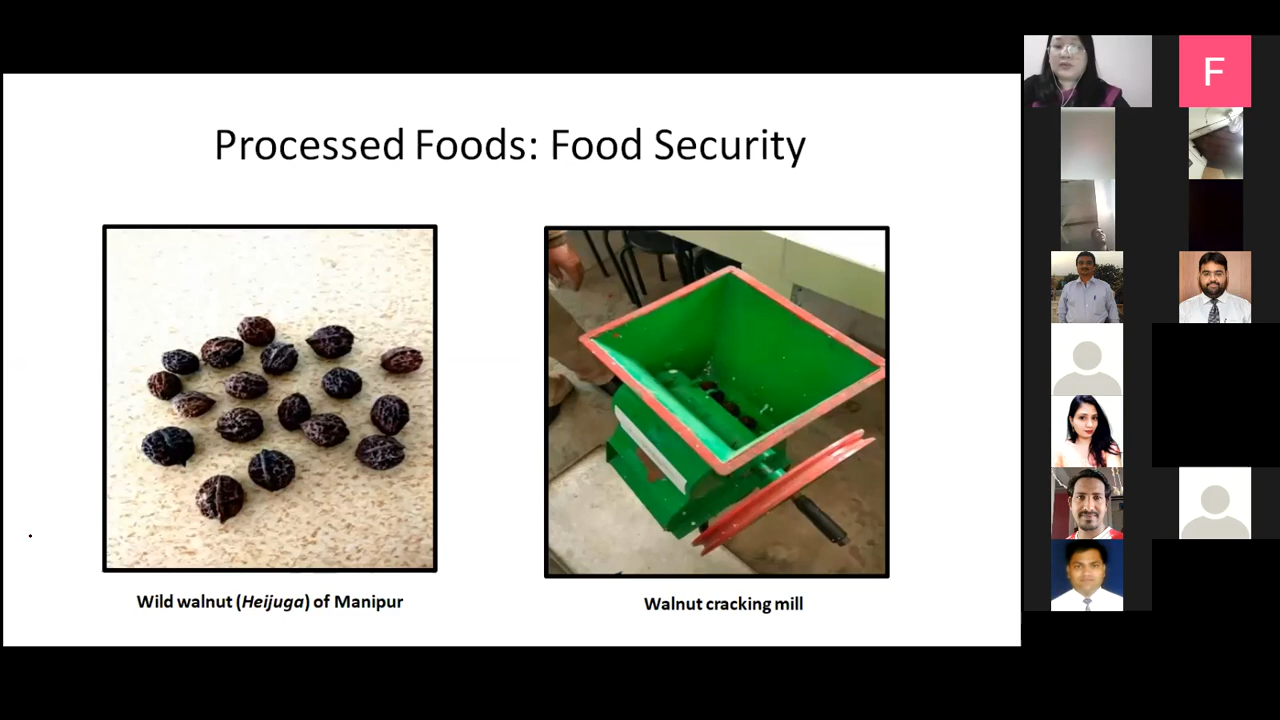 Processed Foods: Food Security
Wild walnut (Heijuga) of Manipur
Walnut cracking mill
F